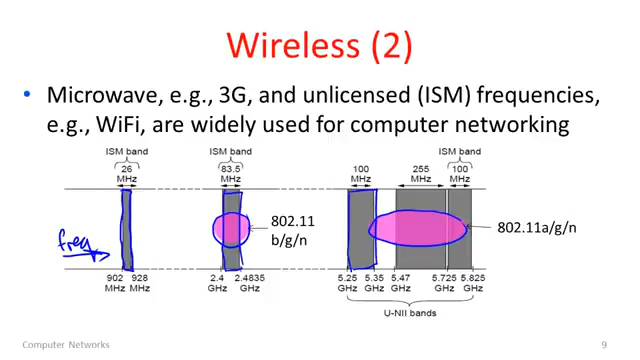 Wireless (2)
• Microwave, e.g., 3G, and unlicensed (ISM) frequencies,
e.g., WiFi, are widely used for computer networking
ISM band
26
MHz
ISM band
83.5
MHz
100
MHz
255
MHz
ISM band
100
MHz
freq
802.11
b/g/n
802.11a/g/n
902
MHz
928
MHz
2.4
GHz
2.4835
GHz
5.25
GHz
5.35
GHz
5.47
GHz
5.725
GHz
5.825
GHz
U-NII bands
Computer Networks
9